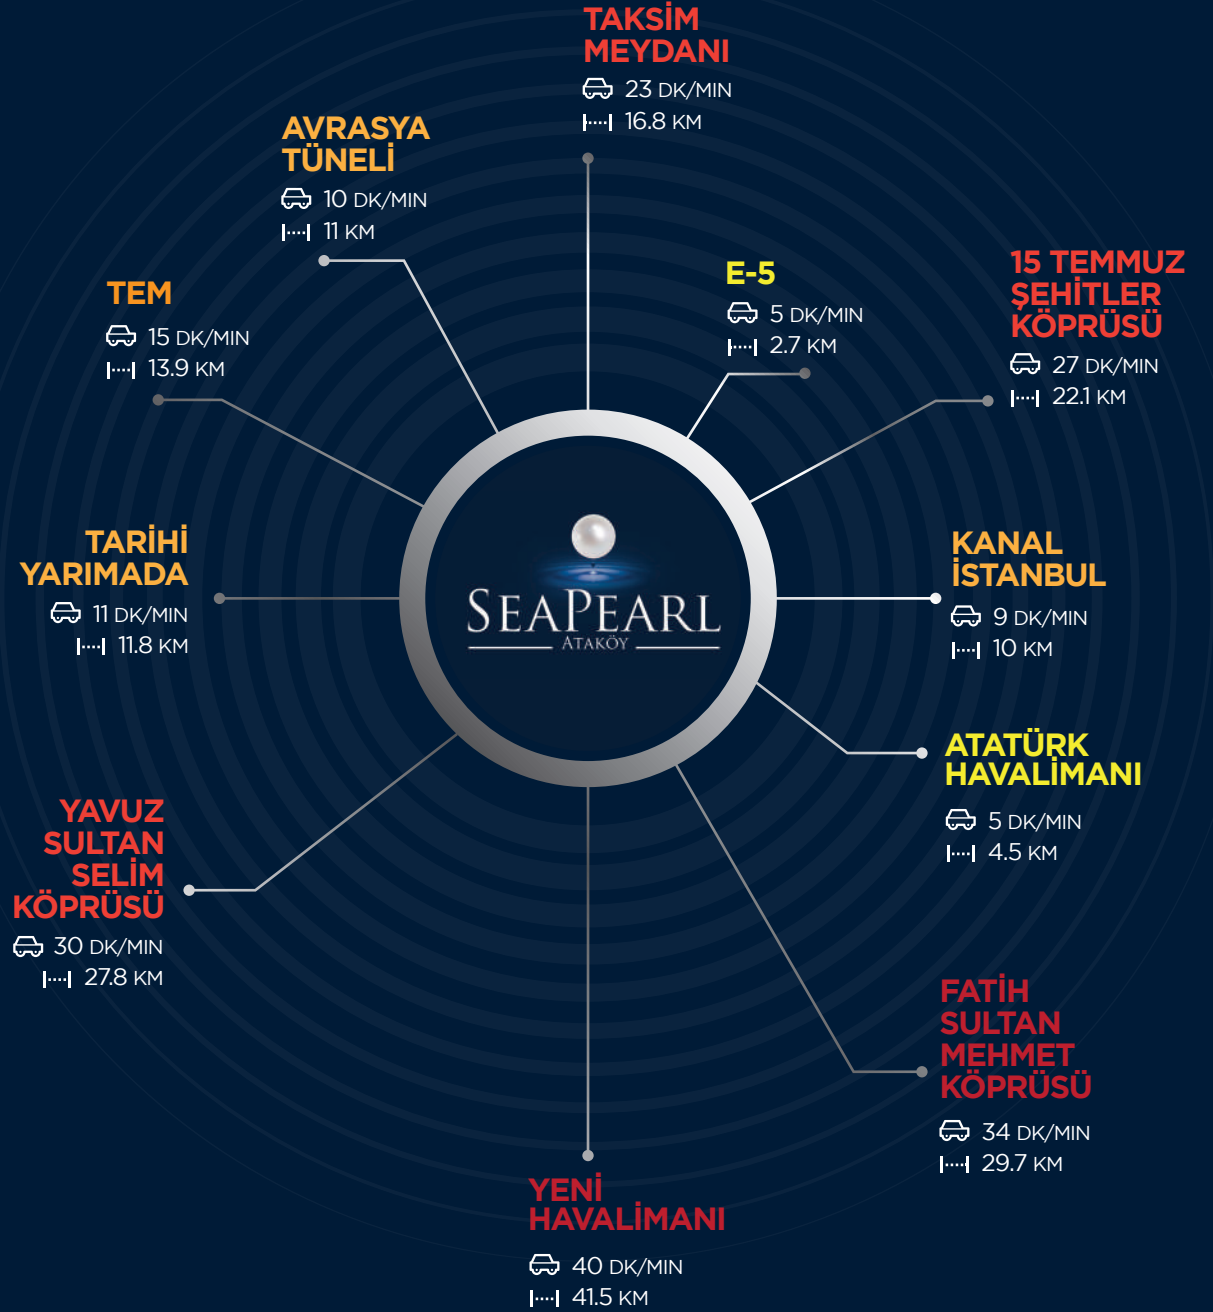 TAKSİM
MEYDANI
23 DK/MIN
16.8 KM
AVRASYA
TÜNELİ
10 DK/MIN
11 KM
E-5
5 DK/MIN
2.7 KM
15 TEMMUZ
ŞEHİTLER
KÖPRÜSÜ
27 DK/MIN
22.1 KM
TEM
15 DK/MIN
13.9 KM
TARİHİ
YARIMADA
11 DK/MIN
11.8 KM
SEAPEARL
ATAKÖY
KANAL
İSTANBUL
9 DK/MIN
10 KM
ATATÜRK
HAVALİMANI
5 DK/MIN
4.5 KM
YAVUZ
SULTAN
SELİM
KÖPRÜSÜ
30 DK/MIN
27.8 KM
FATİH
SULTAN
MEHMET
KÖPRÜSÜ
34 DK/MIN
29.7 KM
YENİ
HAVALİMANI
40 DK/MIN
41.5 KM